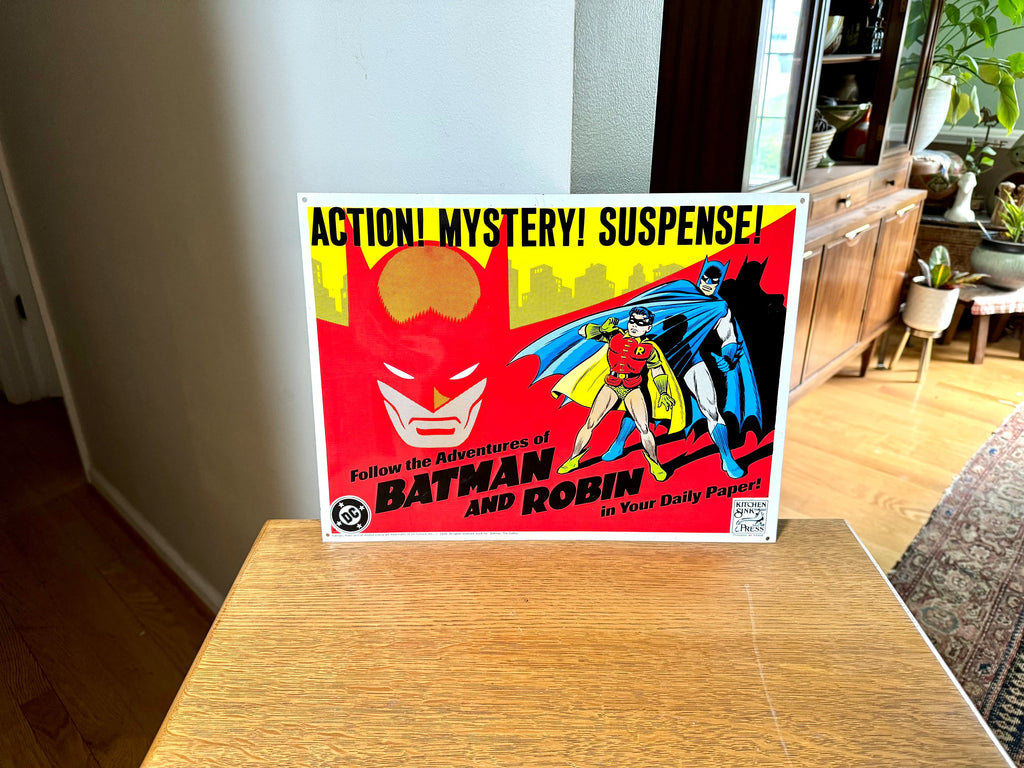 ACTION! MYSTERY! SUSPENSE!
R
Follow the Adventures of
BATMAN
AND ROBIN
in Your Daily Paper!
DC
KITCHEN
SINK
PRESS